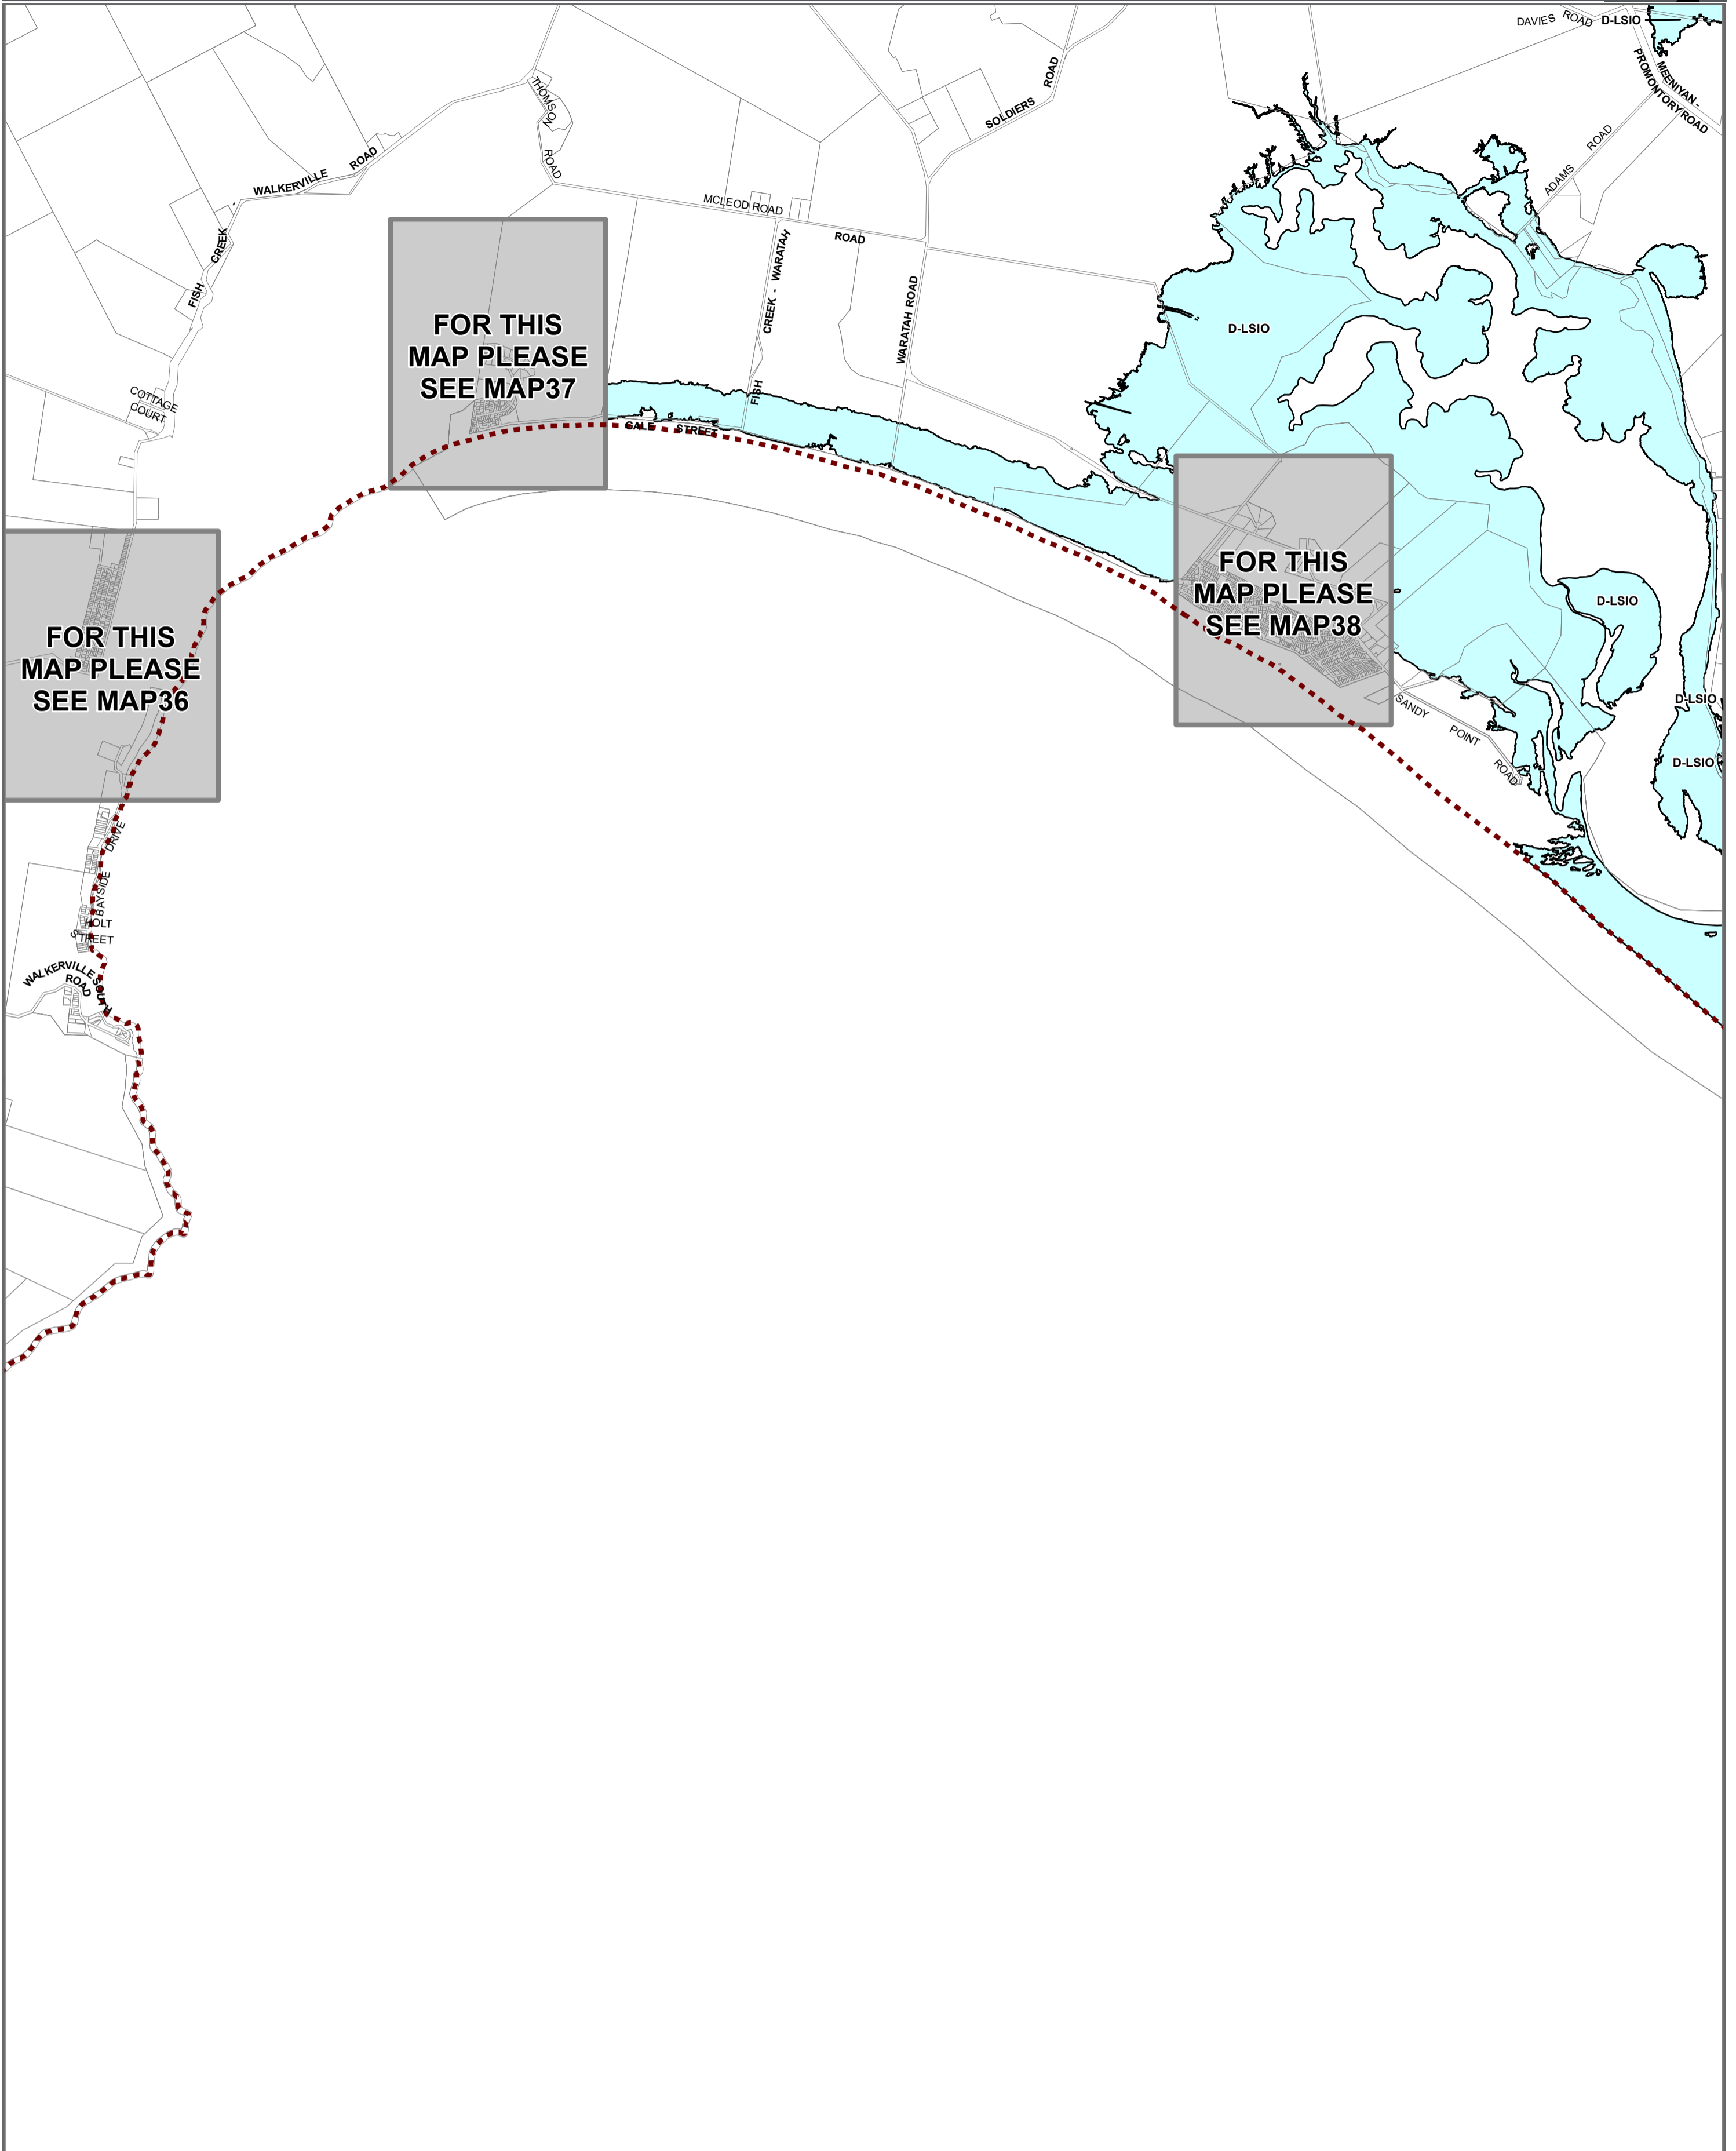 DAVIES ROAD
D-LSIO
MEENIYAN -
PROMONTORY ROAD
SOLDIERS ROAD
THOMSON
ROAD
ADAMS ROAD
WALKERVILLE ROAD
MCLEOD ROAD
ROAD
FISH CREEK
CREEK - WARATAH
FISH
WARATAH ROAD
D-LSIO
FOR THIS
MAP PLEASE
SEE MAP37
COTTAGE
COURT
GALE STREET
FOR THIS
MAP PLEASE
SEE MAP38
D-LSIO
FOR THIS
MAP PLEASE
SEE MAP36
SANDY POINT ROAD
D-LSIO
D-LSIO
BAYSIDE DRIVE
HOLT
STREET
WALKERVILLE SOUTH
ROAD